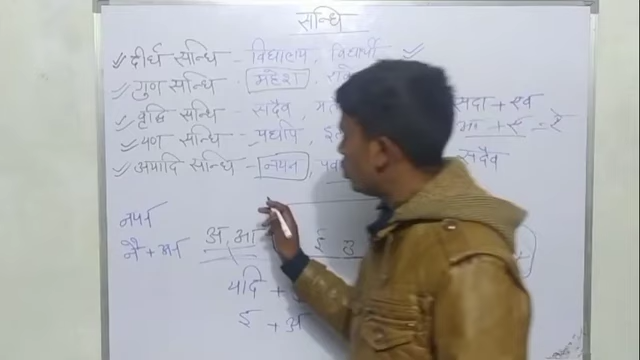 सन्धि
दीर्घ सन्धि - विद्यालय, विद्यार्थी
गुण सन्धि - महेश,
वृद्धि सन्धि - सदैव, सदा + एव
यण सन्धि - यद्यपि, आ + ए = ऐ
अयादि सन्धि - नयन, सदैव
नयन
ने + अन अ, आ इ उ
यदि +
इ + अ